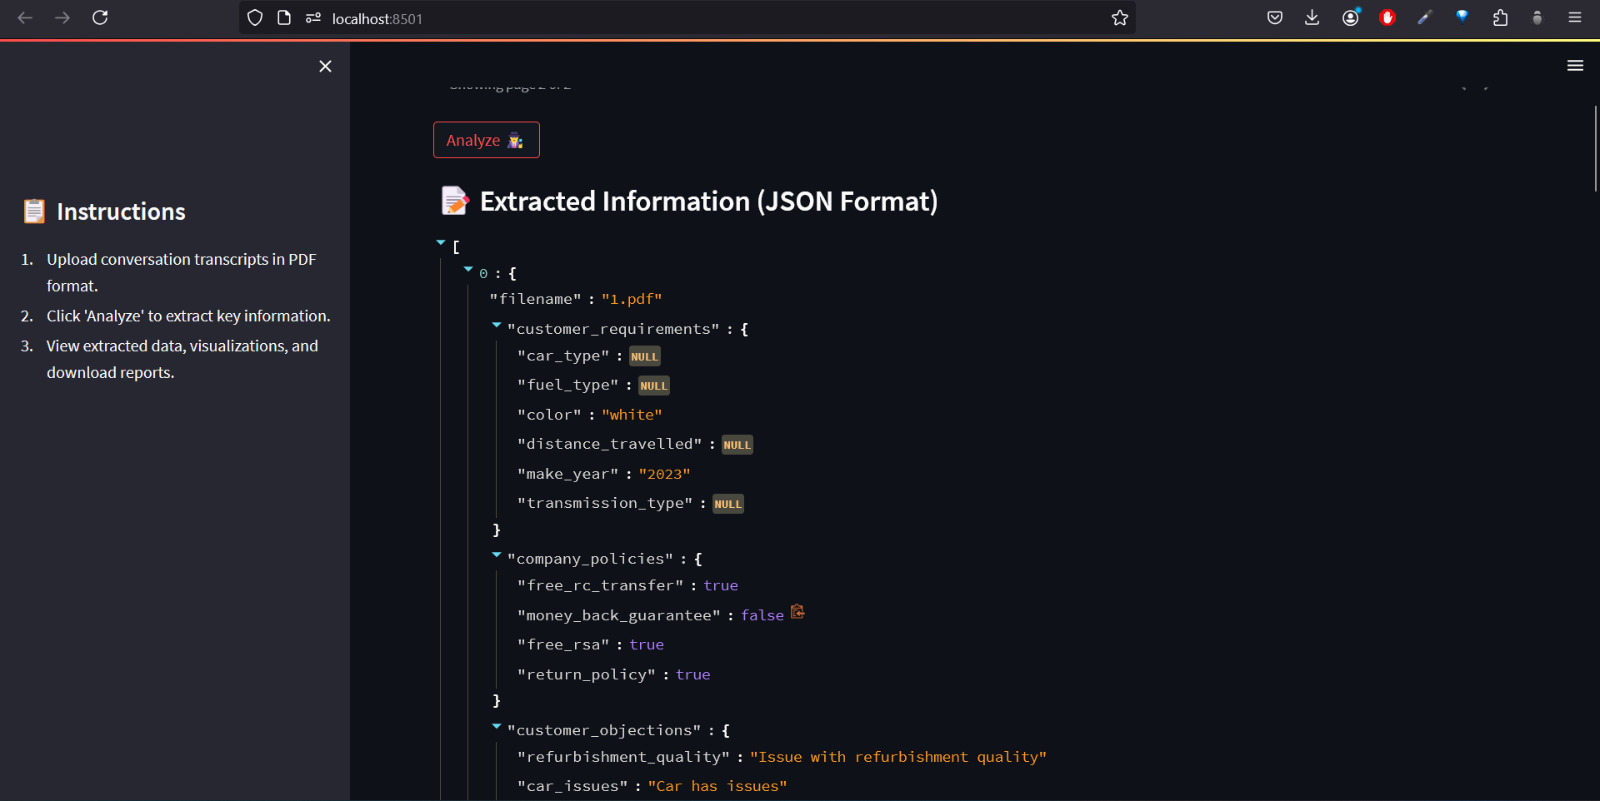 localhost:8501
Instructions
1. Upload conversation transcripts in PDF
format.
2. Click 'Analyze' to extract key information.
3. View extracted data, visualizations, and
download reports.
Analyze
Extracted Information (JSON Format)
[
0 : {
"filename" : "1.pdf"
"customer_requirements" : {
"car_type" : NULL
"fuel_type" : NULL
"color" : "white"
"distance_travelled" : NULL
"make_year" : "2023"
"transmission_type" : NULL
}
"company_policies" : {
"free_rc_transfer" : true
"money_back_guarantee" : false
"free_rsa" : true
"return_policy" : true
}
"customer_objections" : {
"refurbishment_quality" : "Issue with refurbishment quality"
"car_issues" : "Car has issues"